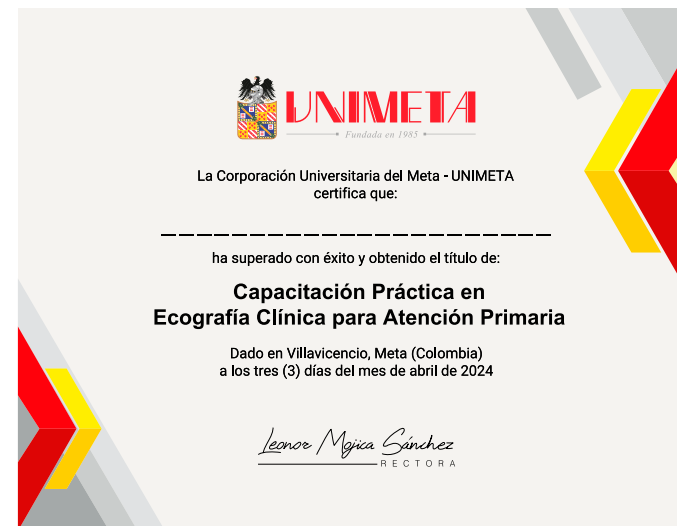 UNIMETA
Fundada en 1985
La Corporación Universitaria del Meta - UNIMETA
certifica que:
ha superado con éxito y obtenido el título de:
Capacitación Práctica en
Ecografía Clínica para Atención Primaria
Dado en Villavicencio, Meta (Colombia)
a los tres (3) días del mes de abril de 2024
Leonor Mojica Sánchez
RECTORA